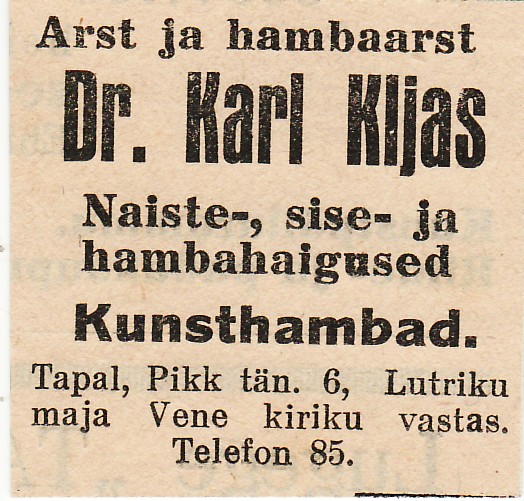 Arst ja hambaarst
Dr. Karl Kljas
Naiste-, sise- ja
hambahaigused
Kunsthambad.
Tapal, Pikk tän. 6, Lutriku
maja Vene kiriku vastas.
Telefon 85.